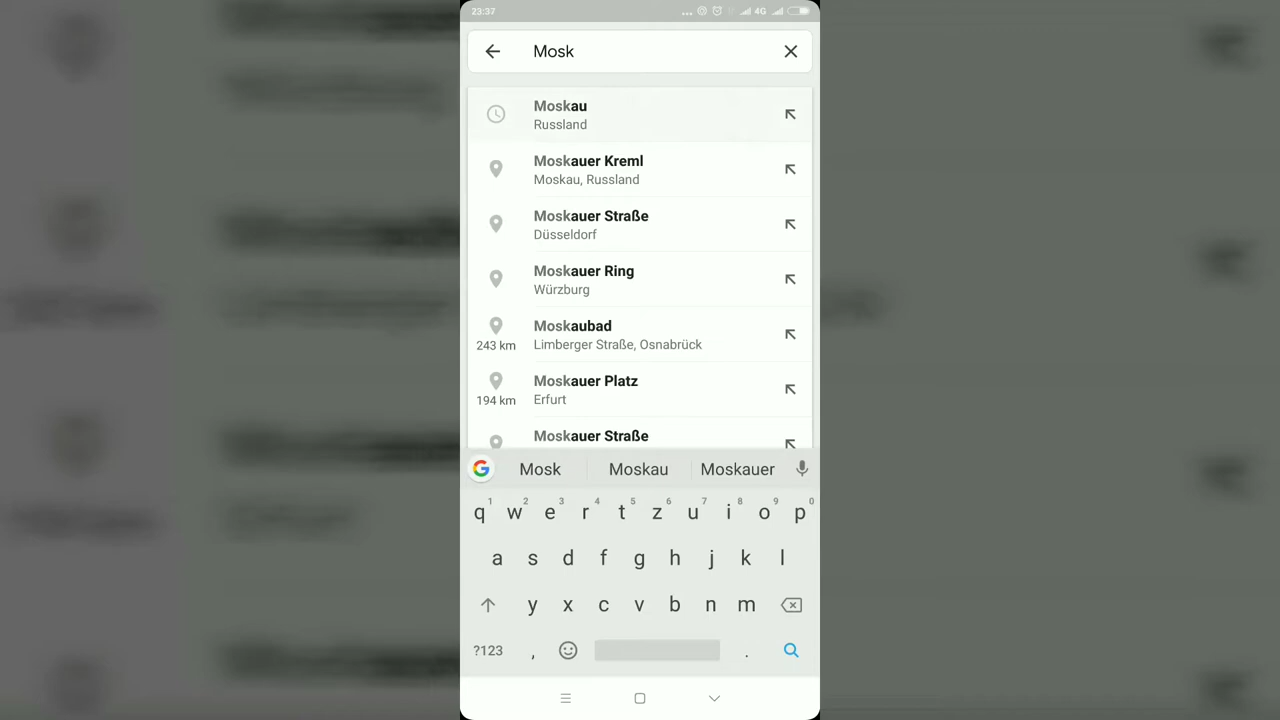 23:37
4G
Mosk
Moskau
Russland
Moskauer Kreml
Moskau, Russland
Moskauer Straße
Düsseldorf
Moskauer Ring
Würzburg
Moskaubad
243 km
Limberger Straße, Osnabrück
Moskauer Platz
194 km
Erfurt
Moskauer Straße
G
Mosk
Moskau
Moskauer
1 2 3 4 5 6 7 8 9 0
q w e r t z u i o p
a s d f g h j k l
y x c v b n m
?123 , .